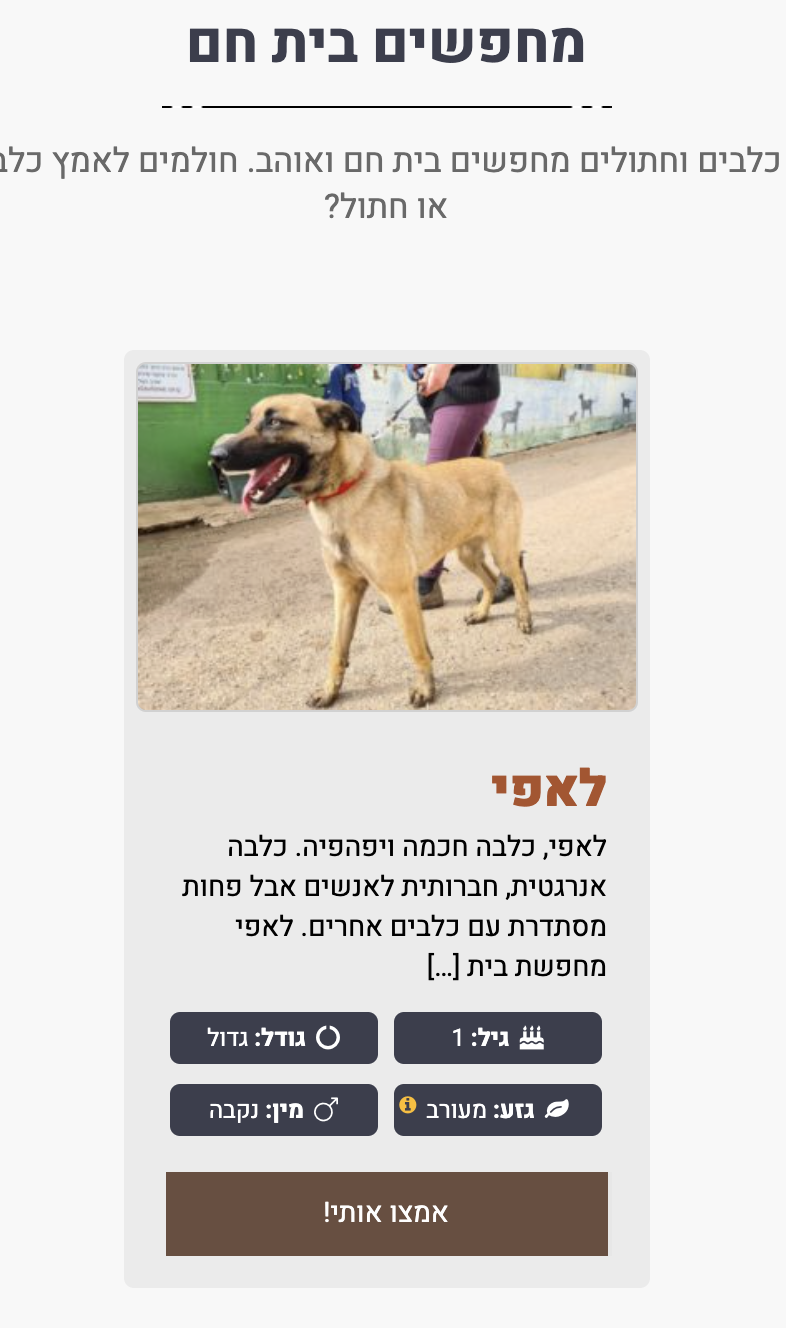 מחפשים בית חם
כלבים וחתולים מחפשים בית חם ואוהב. חולמים לאמץ
או חתול?
לאפי
לאפי, כלבה חכמה ויפהפיה. כלבה
אנרגטית, חברותית לאנשים אבל פחות
מסתדרת עם כלבים אחרים. לאפי
מחפשת בית [...]
גיל: 1
גודל: גדול
גזע: מעורב
מין: נקבה
אמצו אותי!